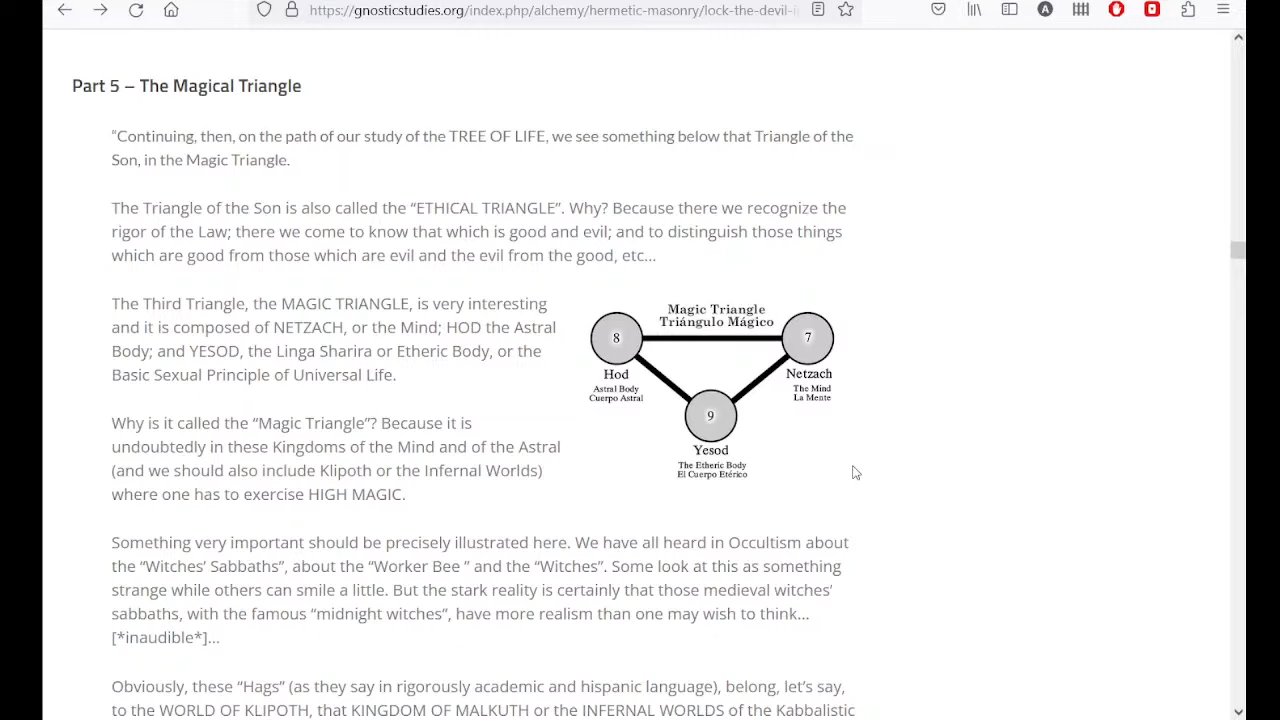 https://gnosticstudies.org/index.php/alchemy/hermetic-masonry/lock-the-devil-i
Part 5 – The Magical Triangle
“Continuing, then, on the path of our study of the TREE OF LIFE, we see something below that Triangle of the
Son, in the Magic Triangle.
The Triangle of the Son is also called the “ETHICAL TRIANGLE”. Why? Because there we recognize the
rigor of the Law; there we come to know that which is good and evil; and to distinguish those things
which are good from those which are evil and the evil from the good, etc...
The Third Triangle, the MAGIC TRIANGLE, is very interesting
and it is composed of NETZACH, or the Mind; HOD the Astral
Body; and YESOD, the Linga Sharira or Etheric Body, or the
Basic Sexual Principle of Universal Life.
Why is it called the “Magic Triangle”? Because it is
undoubtedly in these Kingdoms of the Mind and of the Astral
(and we should also include Klipoth or the Infernal Worlds)
where one has to exercise HIGH MAGIC.
Magic Triangle
Triángulo Mágico
8
7
Hod
Astral Body
Cuerpo Astral
Netzach
The Mind
La Mente
9
Yesod
The Etheric Body
El Cuerpo Etérico
Something very important should be precisely illustrated here. We have all heard in Occultism about
the “Witches’ Sabbaths”, about the “Worker Bee ” and the “Witches”. Some look at this as something
strange while others can smile a little. But the stark reality is certainly that those medieval witches’
sabbaths, with the famous “midnight witches”, have more realism than one may wish to think...
[*inaudible*]...
Obviously, these “Hags” (as they say in rigorously academic and hispanic language), belong, let’s say,
to the WORLD OF KLIPOTH, that KINGDOM OF MALKUTH or the INFERNAL WORLDS of the Kabbalistic